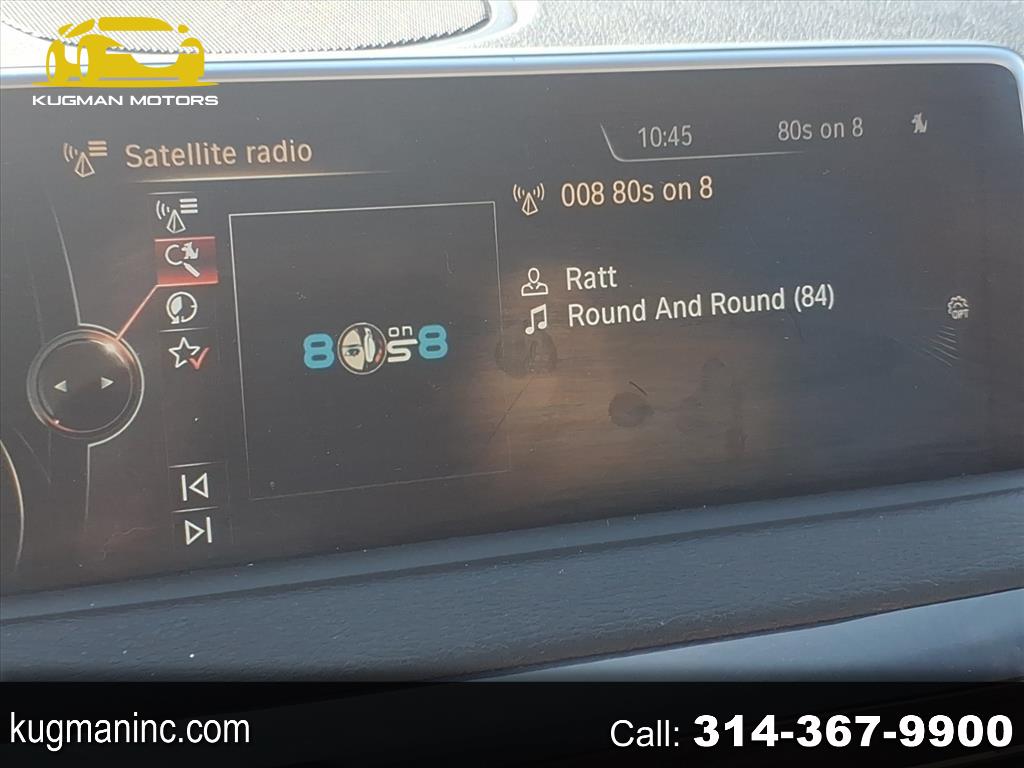 KUGMAN MOTORS
Satellite radio
10:45
80s on 8
008 80s on 8
Ratt
Round And Round (84)
OPT
80s on 8
kugmaninc.com
Call: 314-367-9900